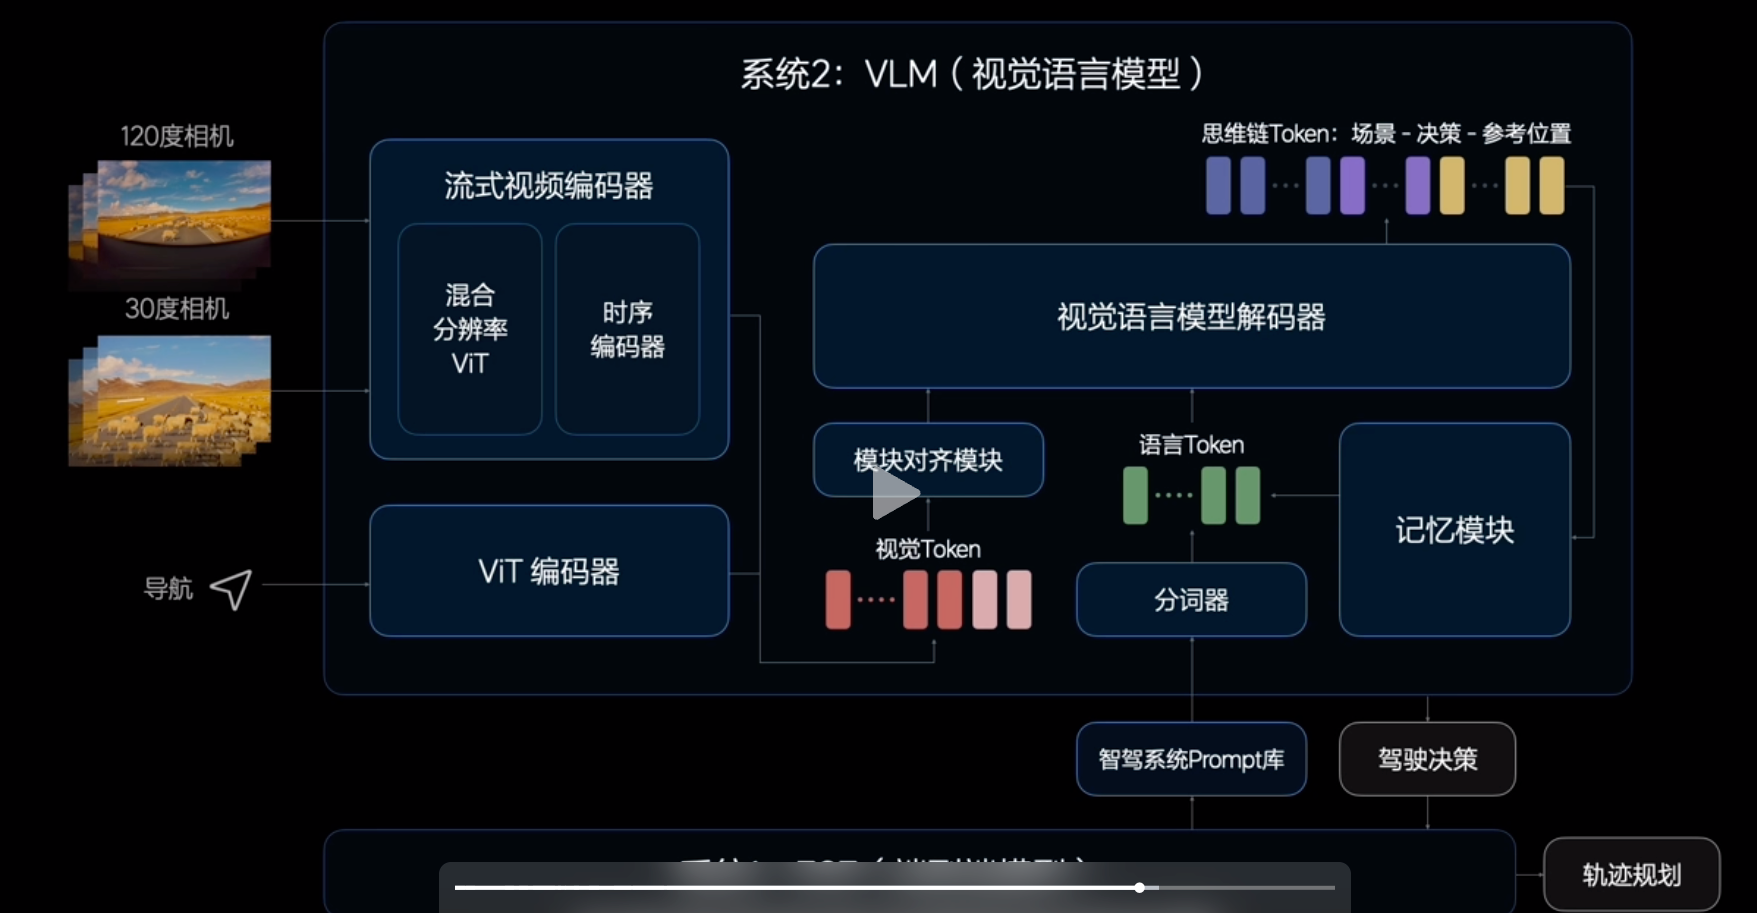 系统2：VLM（视觉语言模型）
120度相机
思维链Token：场景 - 决策 - 参考位置
流式视频编码器
混合
分辨率
ViT
时序
编码器
30度相机
视觉语言模型解码器
模块对齐模块
语言Token
记忆模块
视觉Token
ViT 编码器
导航
分词器
智驾系统Prompt库
驾驶决策
轨迹规划